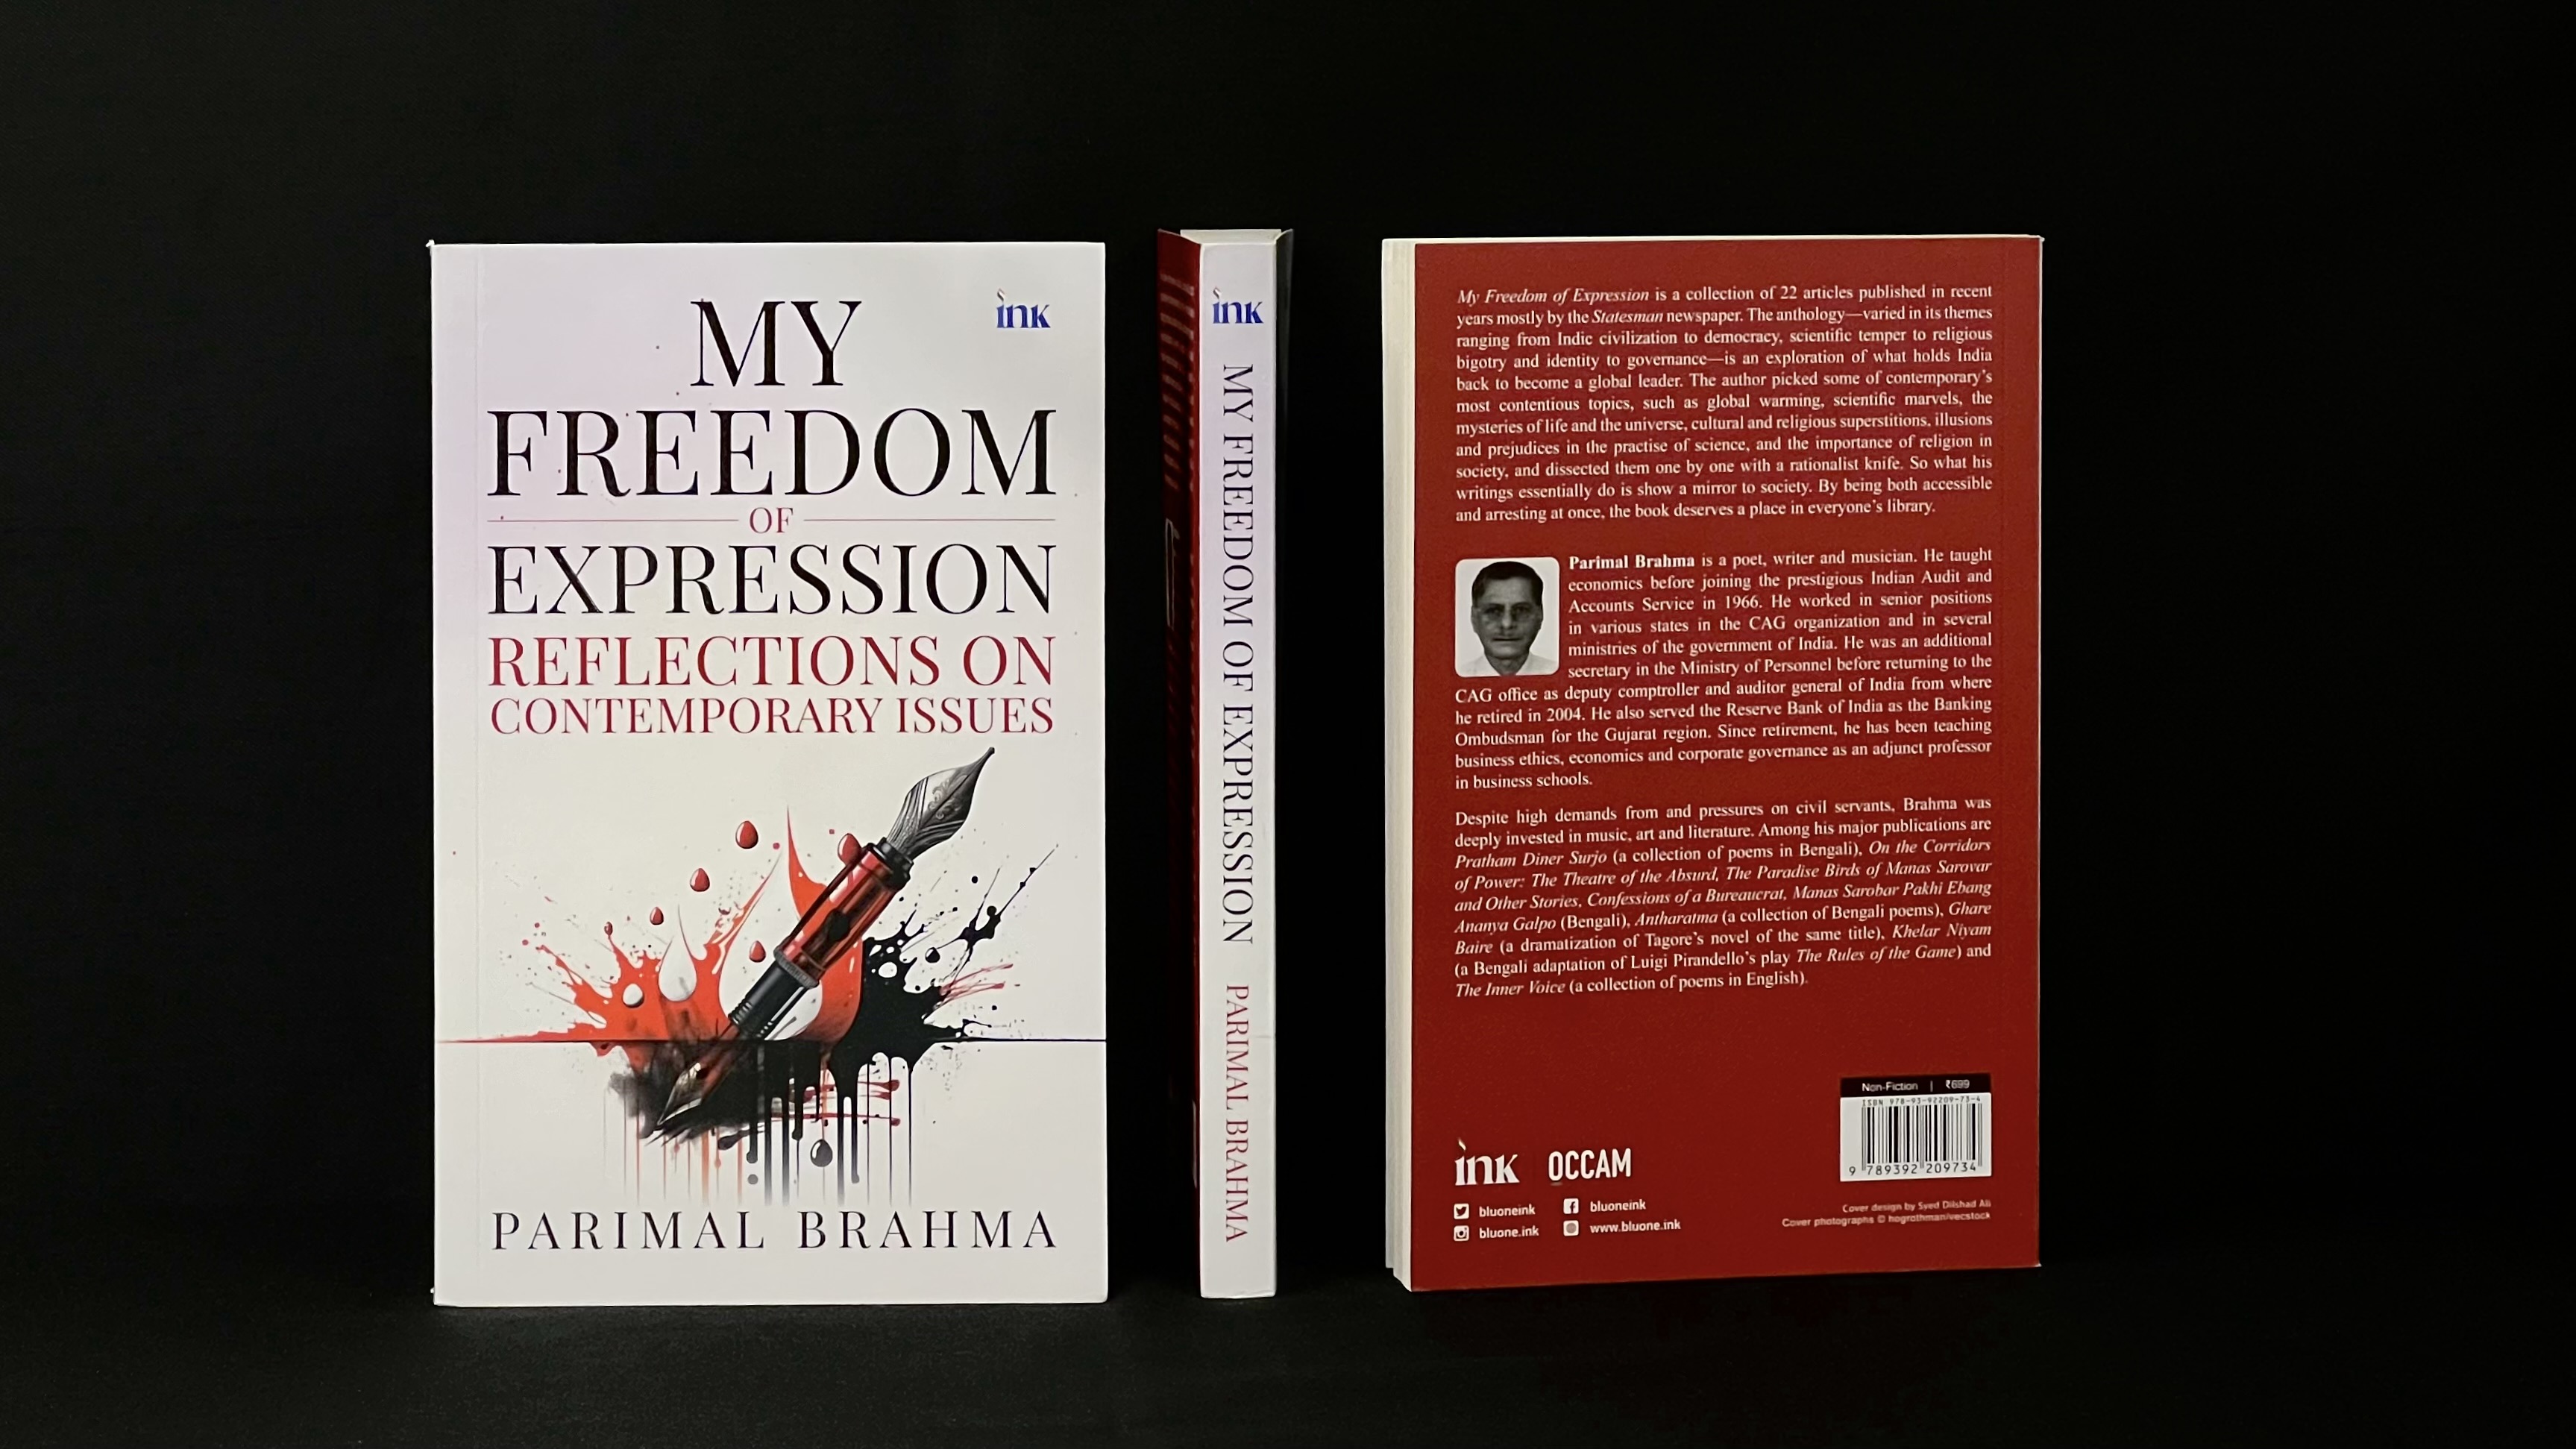 ink
MY
FREEDOM
OF
EXPRESSION
REFLECTIONS ON
CONTEMPORARY ISSUES
PARIMAL BRAHMA
ink
MY FREEDOM OF EXPRESSION
PARIMAL BRAHMA
My Freedom of Expression is a collection of 22 articles published in recent
years mostly by the Statesman newspaper. The anthology—varied in its themes
ranging from Indic civilization to democracy, scientific temper to religious
bigotry and identity to governance—is an exploration of what holds India
back to become a global leader. The author picked some of contemporary's
most contentious topics, such as global warming, scientific marvels, the
mysteries of life and the universe, cultural and religious superstitions, illusions
and prejudices in the practise of science, and the importance of religion in
society, and dissected them one by one with a rationalist knife. So what his
writings essentially do is show a mirror to society. By being both accessible
and arresting at once, the book deserves a place in everyone's library.
Parimal Brahma is a poet, writer and musician. He taught
economics before joining the prestigious Indian Audit and
Accounts Service in 1966. He worked in senior positions
in various states in the CAG organization and in several
ministries of the government of India. He was an additional
secretary in the Ministry of Personnel before returning to the
CAG office as deputy comptroller and auditor general of India from where
he retired in 2004. He also served the Reserve Bank of India as the Banking
Ombudsman for the Gujarat region. Since retirement, he has been teaching
business ethics, economics and corporate governance as an adjunct professor
in business schools.
Despite high demands from and pressures on civil servants, Brahma was
deeply invested in music, art and literature. Among his major publications are
Pratham Diner Surjo (a collection of poems in Bengali), On the Corridors
of Power: The Theatre of the Absurd, The Paradise Birds of Manas Sarovar
and Other Stories, Confessions of a Bureaucrat, Manas Sarobar Pakhi Ebang
Ananya Galpo (Bengali), Antharatma (a collection of Bengali poems), Ghare
Baire (a dramatization of Tagore's novel of the same title), Khelar Niyam
(a Bengali adaptation of Luigi Pirandello's play The Rules of the Game) and
The Inner Voice (a collection of poems in English).
Non-Fiction | ₹699
ISBN 978-93-92209-73-4
9 789392 209734
ink OCCAM
bluoneink bluoneink
bluone.ink www.bluone.ink
Cover design by Syed Dilshad Ali
Cover photographs © hogrothman/vecstock